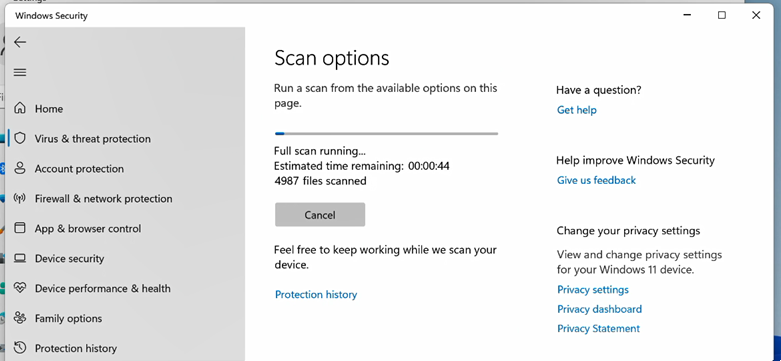 Windows Security
Home
Virus & threat protection
Account protection
Firewall & network protection
App & browser control
Device security
Device performance & health
Family options
Protection history
Scan options
Run a scan from the available options on this
page.
Full scan running...
Estimated time remaining: 00:00:44
4987 files scanned
Cancel
Feel free to keep working while we scan your
device.
Protection history
Have a question?
Get help
Help improve Windows Security
Give us feedback
Change your privacy settings
View and change privacy settings
for your Windows 11 device.
Privacy settings
Privacy dashboard
Privacy Statement